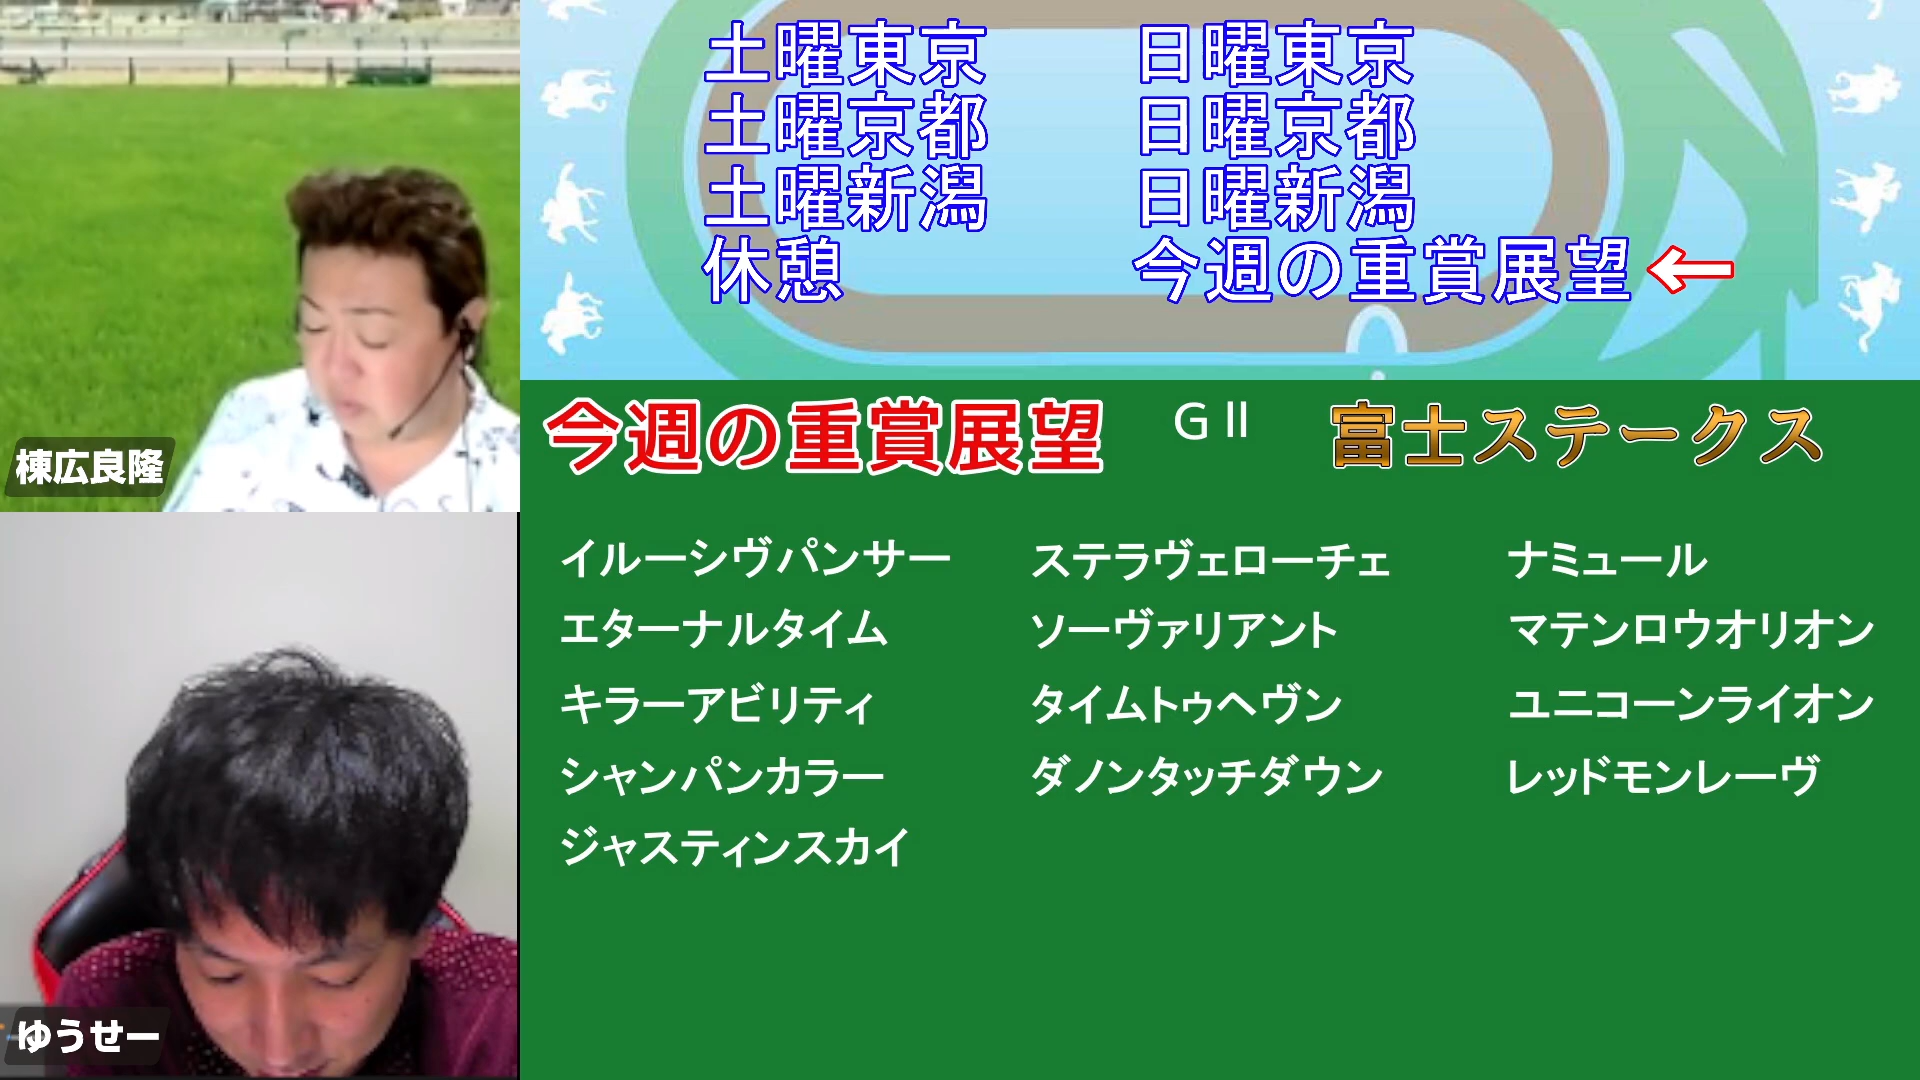 土曜東京
土曜京都
土曜新潟
休憩
日曜東京
日曜京都
日曜新潟
今週の重賞展望←
今週の重賞展望
GⅡ
富士ステークス
イルーシヴパンサー
エターナルタイム
キラーアビリティ
シャンパンカラー
ジャスティンスカイ
ステラヴェローチェ
ソーヴァリアント
タイムトゥヘヴン
ダノンタッチダウン
ナミュール
マテンロウオリオン
ユニコーンライオン
レッドモンレーヴ
棟広良隆
ゆうせー